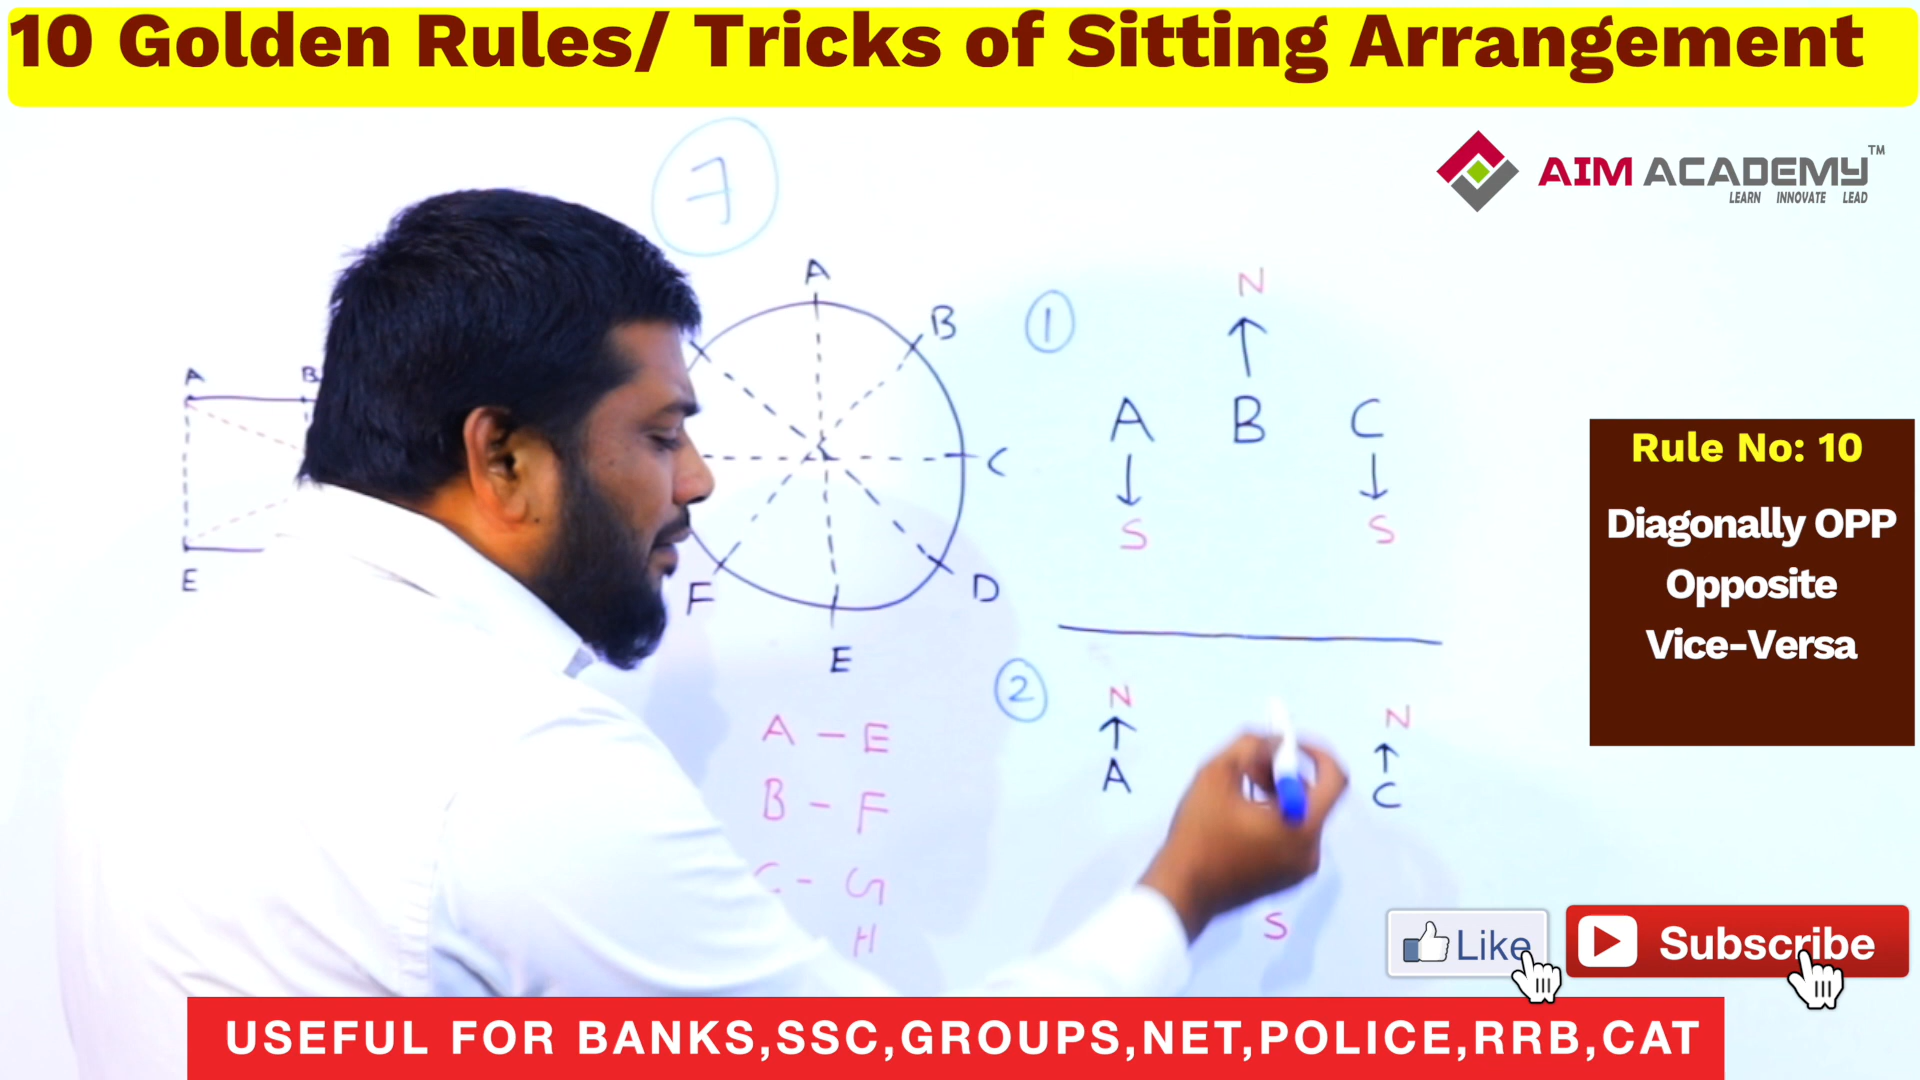 10 Golden Rules/ Tricks of Sitting Arrangement
AIM ACADEMY™
LEARN INNOVATE LEAD
7
A B
E
A
B
C
D
E
F
A - E
B - F
C - G
H
1
N
A B C
S S
2
N N
A C
S
Rule No: 10
Diagonally OPP
Opposite
Vice-Versa
Like
Subscribe
USEFUL FOR BANKS,SSC,GROUPS,NET,POLICE,RRB,CAT